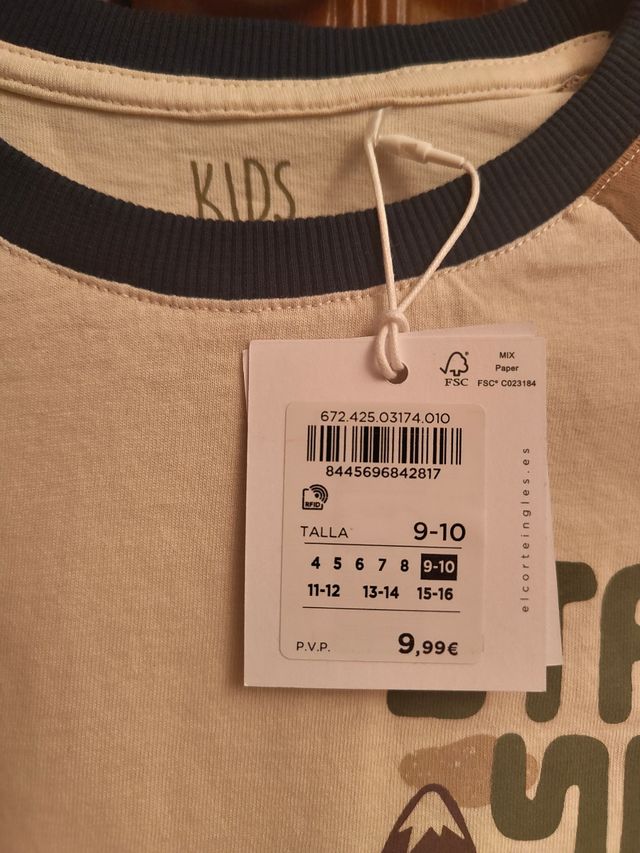 KIDS
MIX
Paper
FSC
FSC® C023184
672.425.03174.010
8445696842817
RFID
TALLA 9-10
4 5 6 7 8 9-10
11-12 13-14 15-16
P.V.P. 9,99€
elcorteingles.es